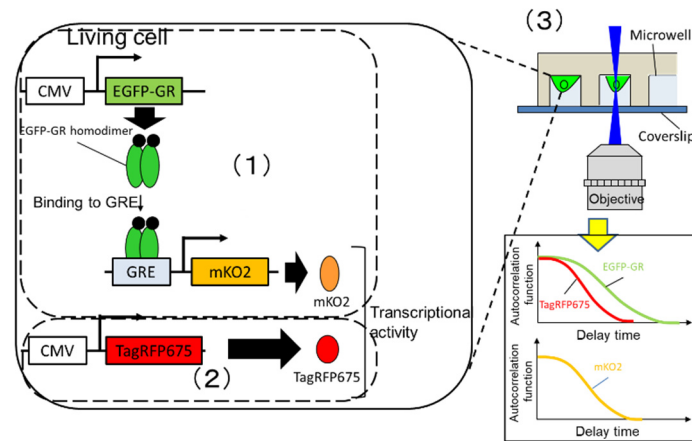 Living cell
CMV
EGFP-GR
EGFP-GR homodimer
(1)
Binding to GRE
GRE
mKO2
mKO2
Transcriptiona
activity
CMV
TagRFP675
(2)
TagRFP675
(3)
Microwell
Coverslip
Objective
Autocorrelation
function
EGFP-GR
TagRFP675
Delay time
Autocorrelation
function
mKO2
Delay time